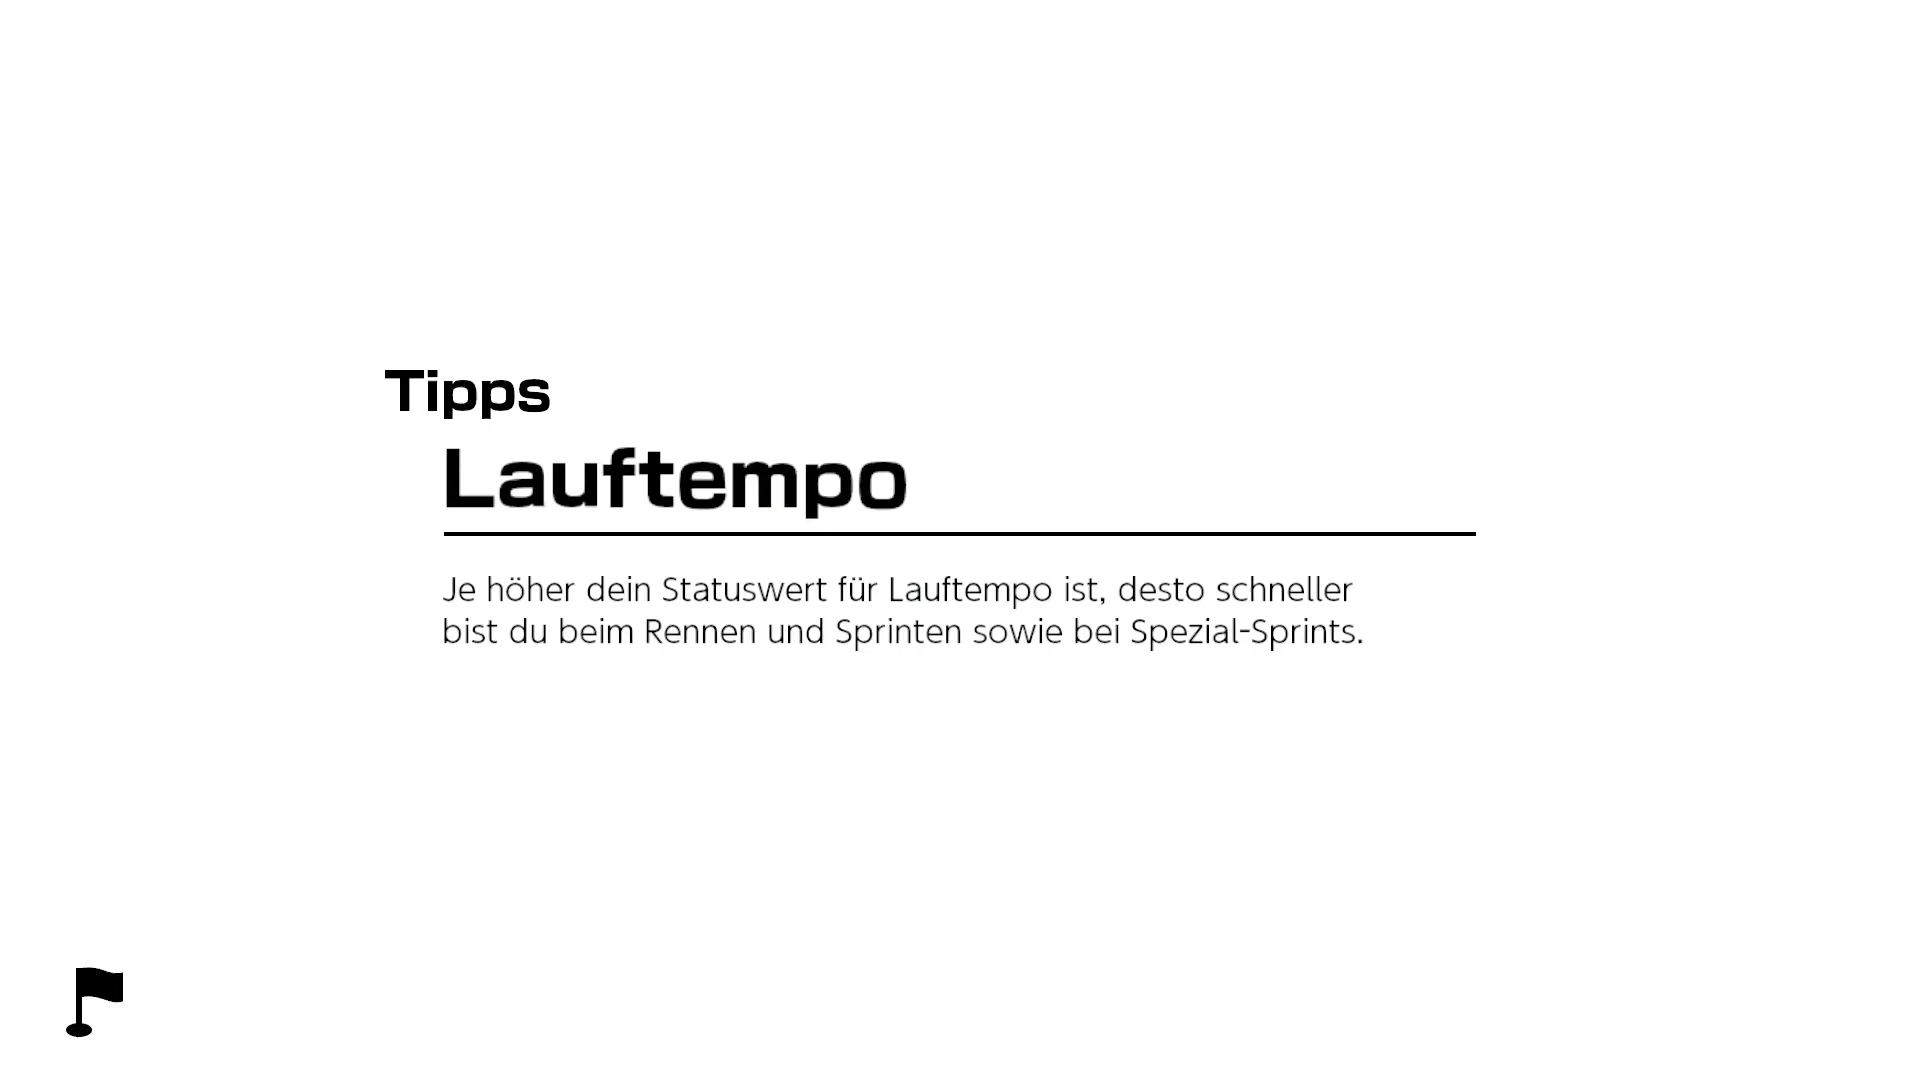 Tipps
Lauftempo
Je höher dein Statuswert für Lauftempo ist, desto schneller
bist du beim Rennen und Sprinten sowie bei Spezial-Sprints.